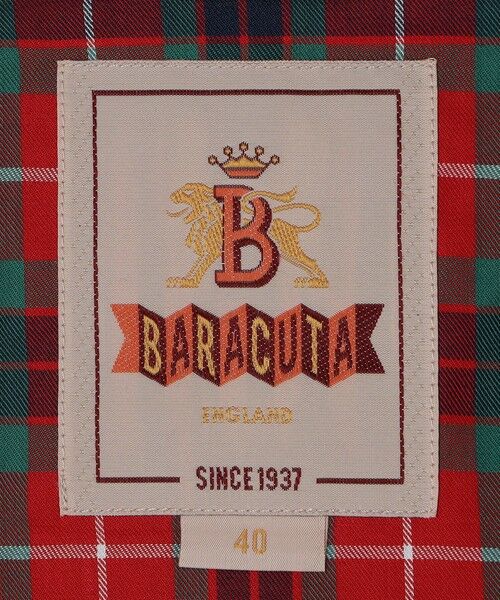 B
BARACUTA
ENGLAND
SINCE 1937
40